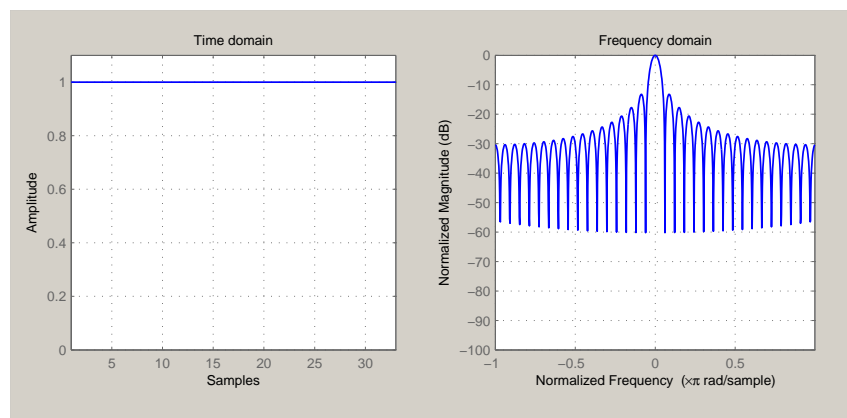 Time domain
1
0.8
0.6
0.4
0.2
0
Amplitude
5 10 15 20 25 30
Samples
Frequency domain
0
−10
−20
−30
−40
−50
−60
−70
−80
−90
−100
Normalized Magnitude (dB)
−1 −0.5 0 0.5
Normalized Frequency (×π rad/sample)